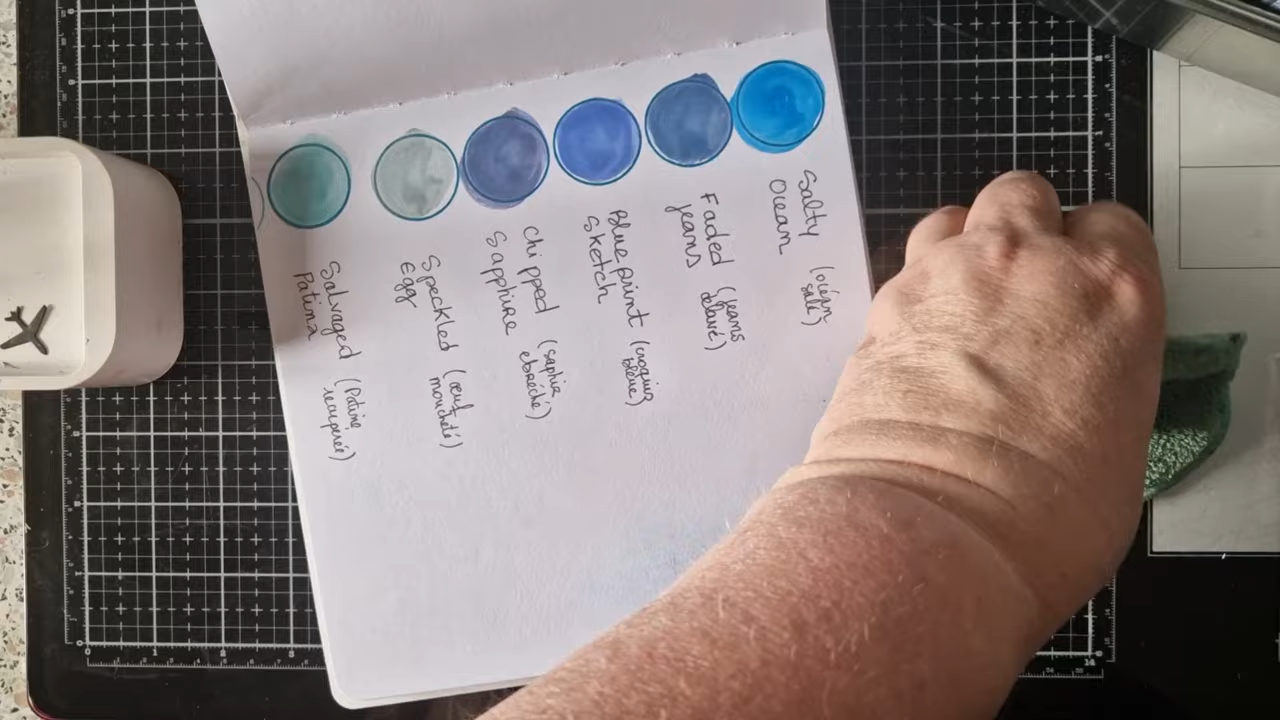 Salty
Ocean
(océan
salé)
Faded
jeans
(jeans
délavé)
Blueprint
Sketch
(croquis
bleue)
Chipped
Sapphire
(saphir
ébréché)
Speckled
Egg
(œuf
moucheté)
Salvaged
Patina
(Patine
récupérée)